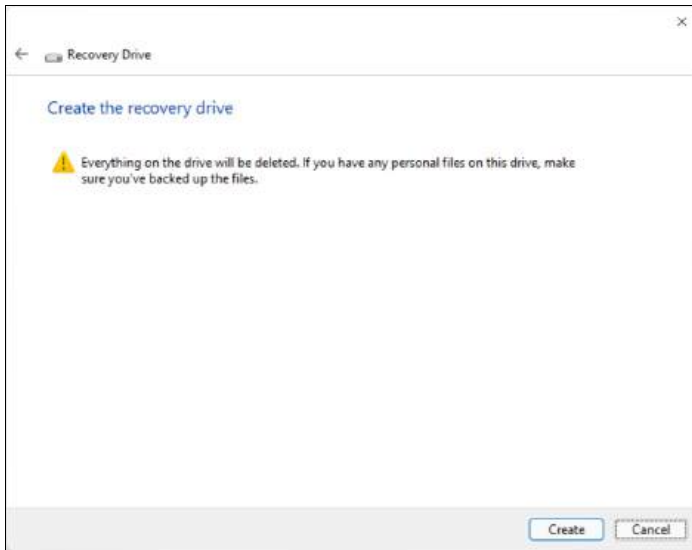 Recovery Drive
Create the recovery drive
Everything on the drive will be deleted. If you have any personal files on this drive, make
sure you've backed up the files.
Create Cancel